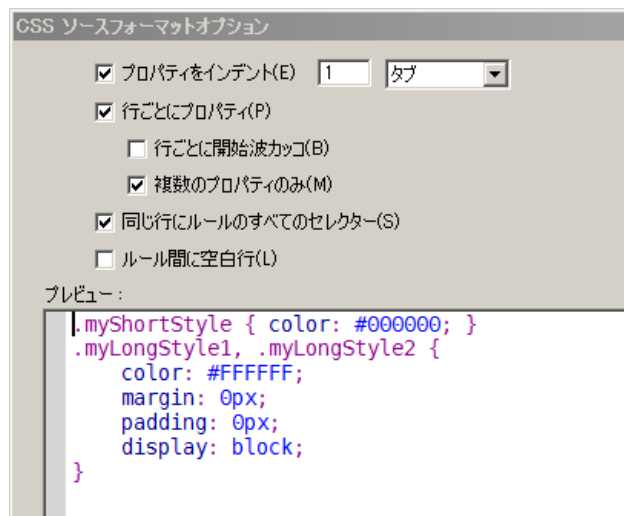 CSS ソースフォーマットオプション
プロパティをインデント(E) 1 タブ
行ごとにプロパティ(P)
行ごとに開始波カッコ(B)
複数のプロパティのみ(M)
同じ行にルールのすべてのセレクター(S)
ルール間に空白行(L)
プレビュー：
.myShortStyle { color: #000000; }
.myLongStyle1, .myLongStyle2 {
color: #FFFFFF;
margin: 0px;
padding: 0px;
display: block;
}